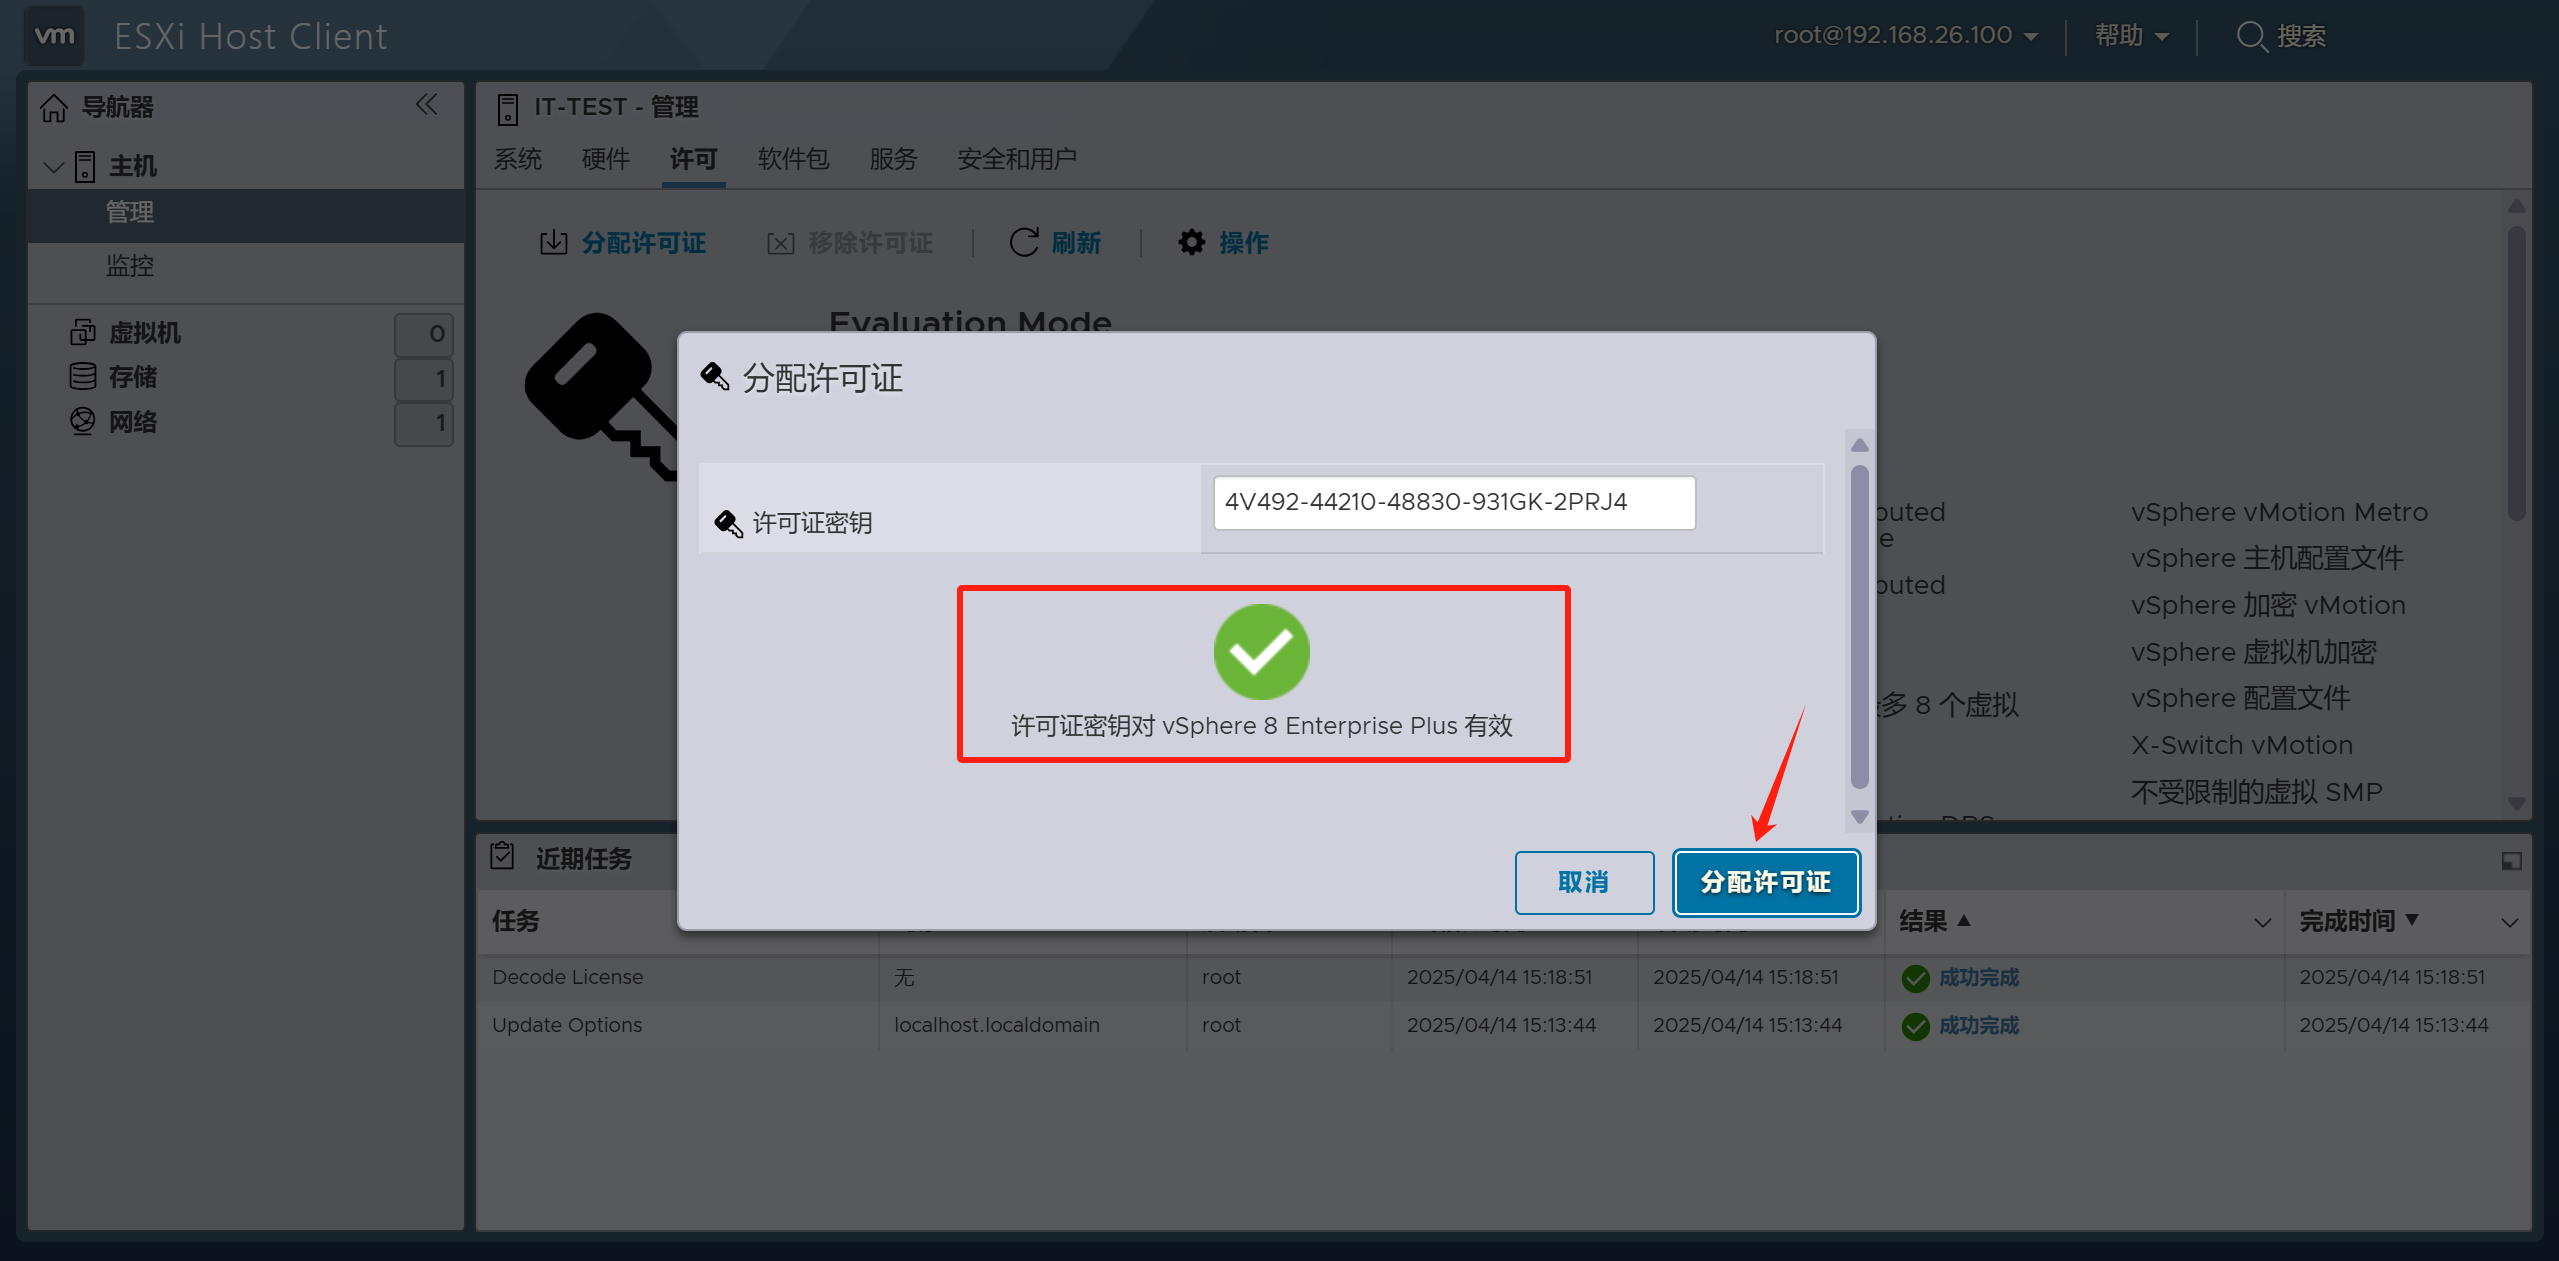 vm ESXi Host Client
root@192.168.26.100
帮助
搜索
导航器
主机
管理
监控
虚拟机 0
存储 1
网络 1
IT-TEST - 管理
系统 硬件 许可 软件包 服务 安全和用户
分配许可证 移除许可证 刷新 操作
Evaluation Mode
分配许可证
许可证密钥
4V492-44210-48830-931GK-2PRJ4
许可证密钥对 vSphere 8 Enterprise Plus 有效
取消 分配许可证
vSphere vMotion Metro
vSphere 主机配置文件
vSphere 加密 vMotion
vSphere 虚拟机加密
多 8 个虚拟 vSphere 配置文件
X-Switch vMotion
不受限制的虚拟 SMP
近期任务
任务 结果 完成时间
Decode License 无 root 2025/04/14 15:18:51 2025/04/14 15:18:51 成功完成 2025/04/14 15:18:51
Update Options localhost.localdomain root 2025/04/14 15:13:44 2025/04/14 15:13:44 成功完成 2025/04/14 15:13:44